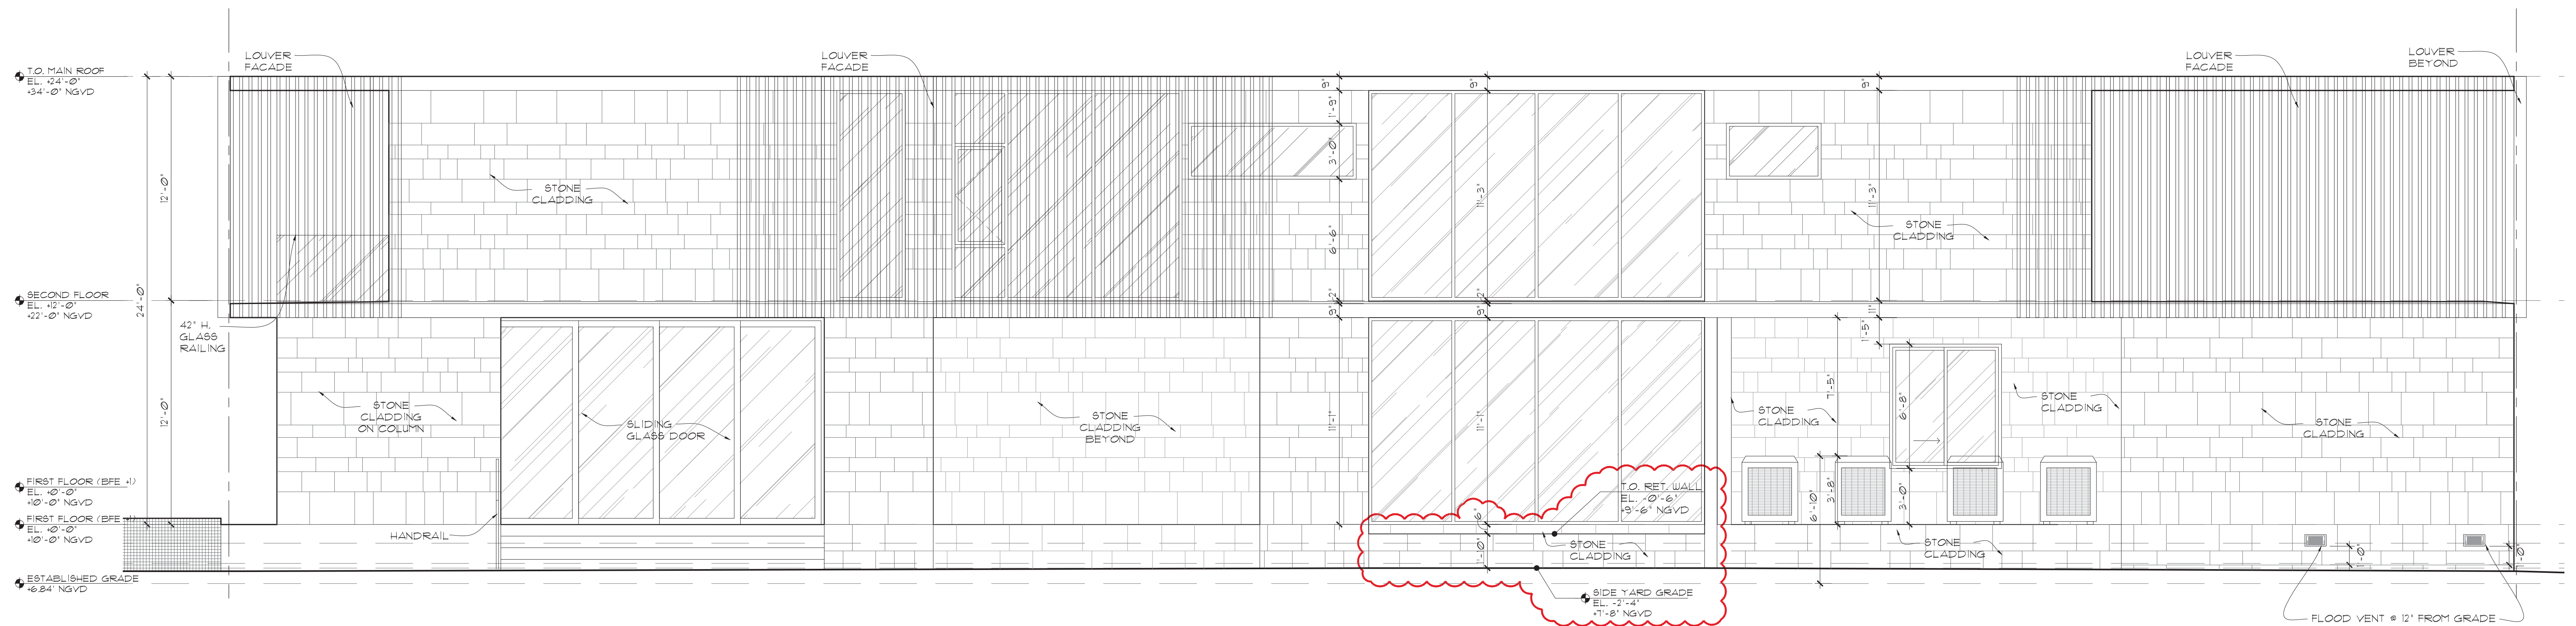 LOUVER
FACADE
LOUVER
FACADE
LOUVER
FACADE
LOUVER
BEYOND
T.O. MAIN ROOF
EL. +24'-0"
+34'-0" NGVD
9"
9"
9"
1'-9"
3'-0"
12'-0"
11'-3"
11'-3"
STONE
CLADDING
STONE
CLADDING
6'-6"
24'-0"
SECOND FLOOR
EL. +12'-0"
+22'-0" NGVD
2"
2"
9"
9"
11"
1'-5"
42" H.
GLASS
RAILING
12'-0"
STONE
CLADDING
ON COLUMN
SLIDING
GLASS DOOR
STONE
CLADDING
BEYOND
11'-1"
11'-1"
STONE
CLADDING
7'-5"
6'-8"
STONE
CLADDING
STONE
CLADDING
FIRST FLOOR (BFE +1)
EL. +0'-0"
+10'-0" NGVD
T.O. RET. WALL
EL. -0'-6"
+9'-6" NGVD
6'-10"
3'-8"
3'-0"
FIRST FLOOR (BFE +1)
EL. +0'-0"
+10'-0" NGVD
HANDRAIL
6"
STONE
CLADDING
STONE
CLADDING
1'-0"
1'-0"
ESTABLISHED GRADE
+6.84' NGVD
SIDE YARD GRADE
EL. -2'-4"
+7'-8" NGVD
FLOOD VENT @ 12" FROM GRADE